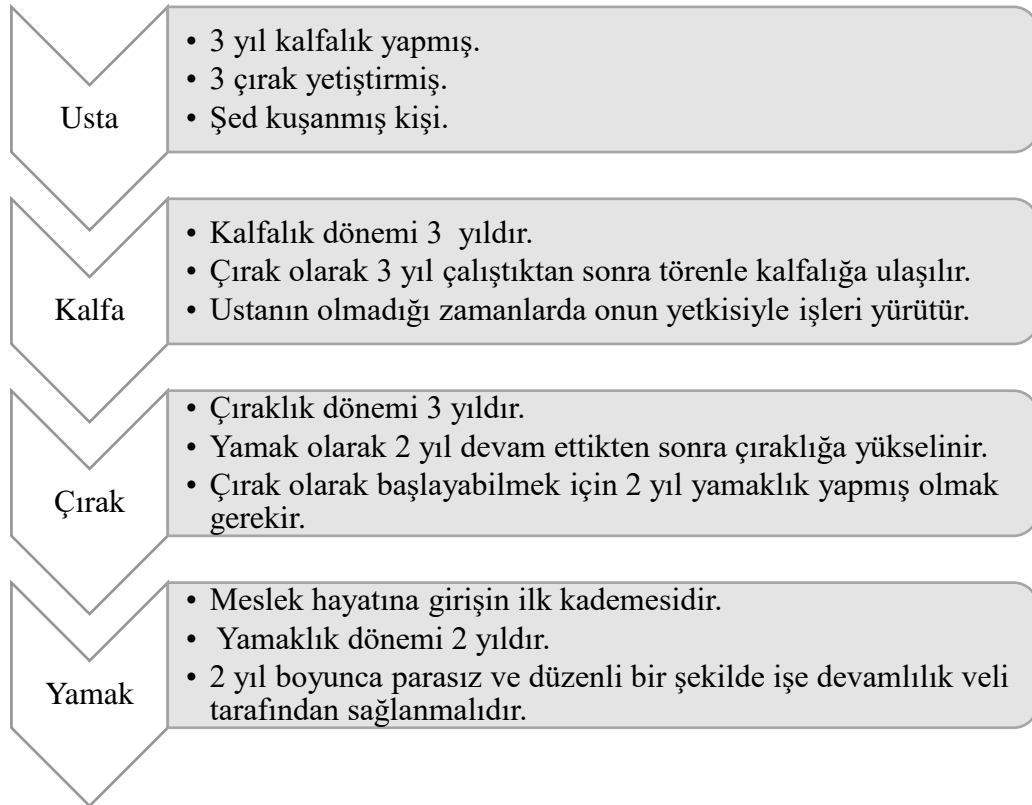 Usta
• 3 yıl kalfalık yapmış.
• 3 çırak yetiştirmiş.
• Şed kuşanmış kişi.
Kalfa
• Kalfalık dönemi 3 yıldır.
• Çırak olarak 3 yıl çalıştıktan sonra törenle kalfalığa ulaşılır.
• Ustanın olmadığı zamanlarda onun yetkisiyle işleri yürütür.
Çırak
• Çıraklık dönemi 3 yıldır.
• Yamak olarak 2 yıl devam ettikten sonra çıraklığa yükselinir.
• Çırak olarak başlayabilmek için 2 yıl yamaklık yapmış olmak
gerekir.
Yamak
• Meslek hayatına girişin ilk kademesidir.
• Yamaklık dönemi 2 yıldır.
• 2 yıl boyunca parasız ve düzenli bir şekilde işe devamlılık veli
tarafından sağlanmalıdır.